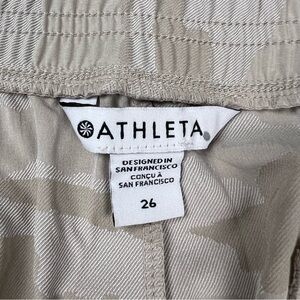 ATHLETA
DESIGNED IN
SAN FRANCISCO
CONÇU À
SAN FRANCISCO
26